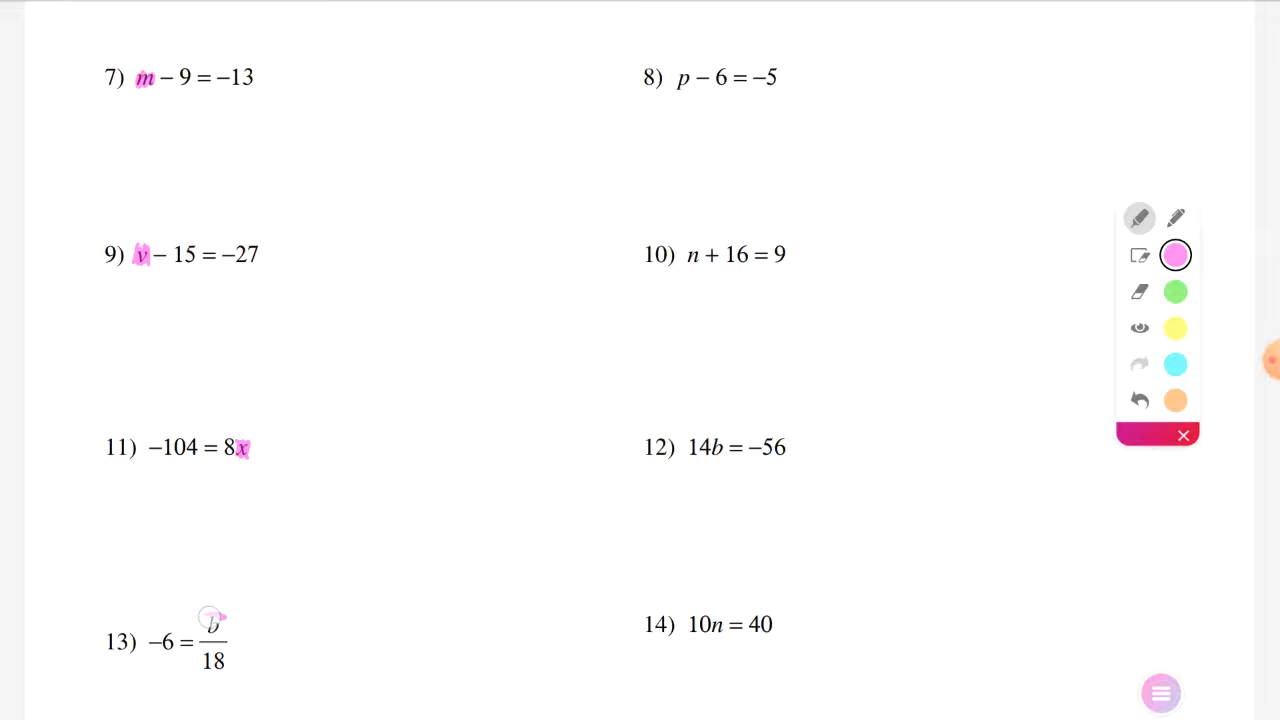 7) m − 9 = −13
8) p − 6 = −5
9) v − 15 = −27
10) n + 16 = 9
11) −104 = 8x
12) 14b = −56
13) −6 = b/18
14) 10n = 40